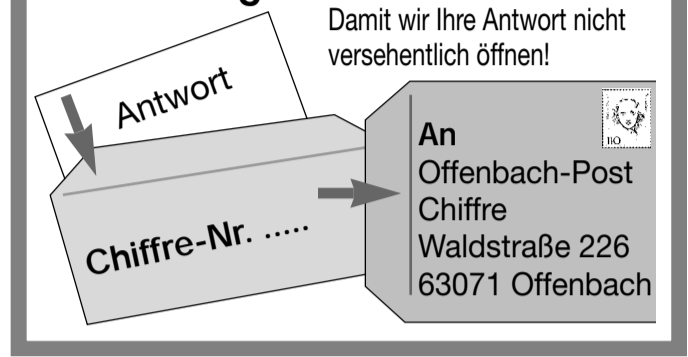 Damit wir Ihre Antwort nicht
versehentlich öffnen!
Antwort
Chiffre-Nr. .....
An
Offenbach-Post
Chiffre
Waldstraße 226
63071 Offenbach
110